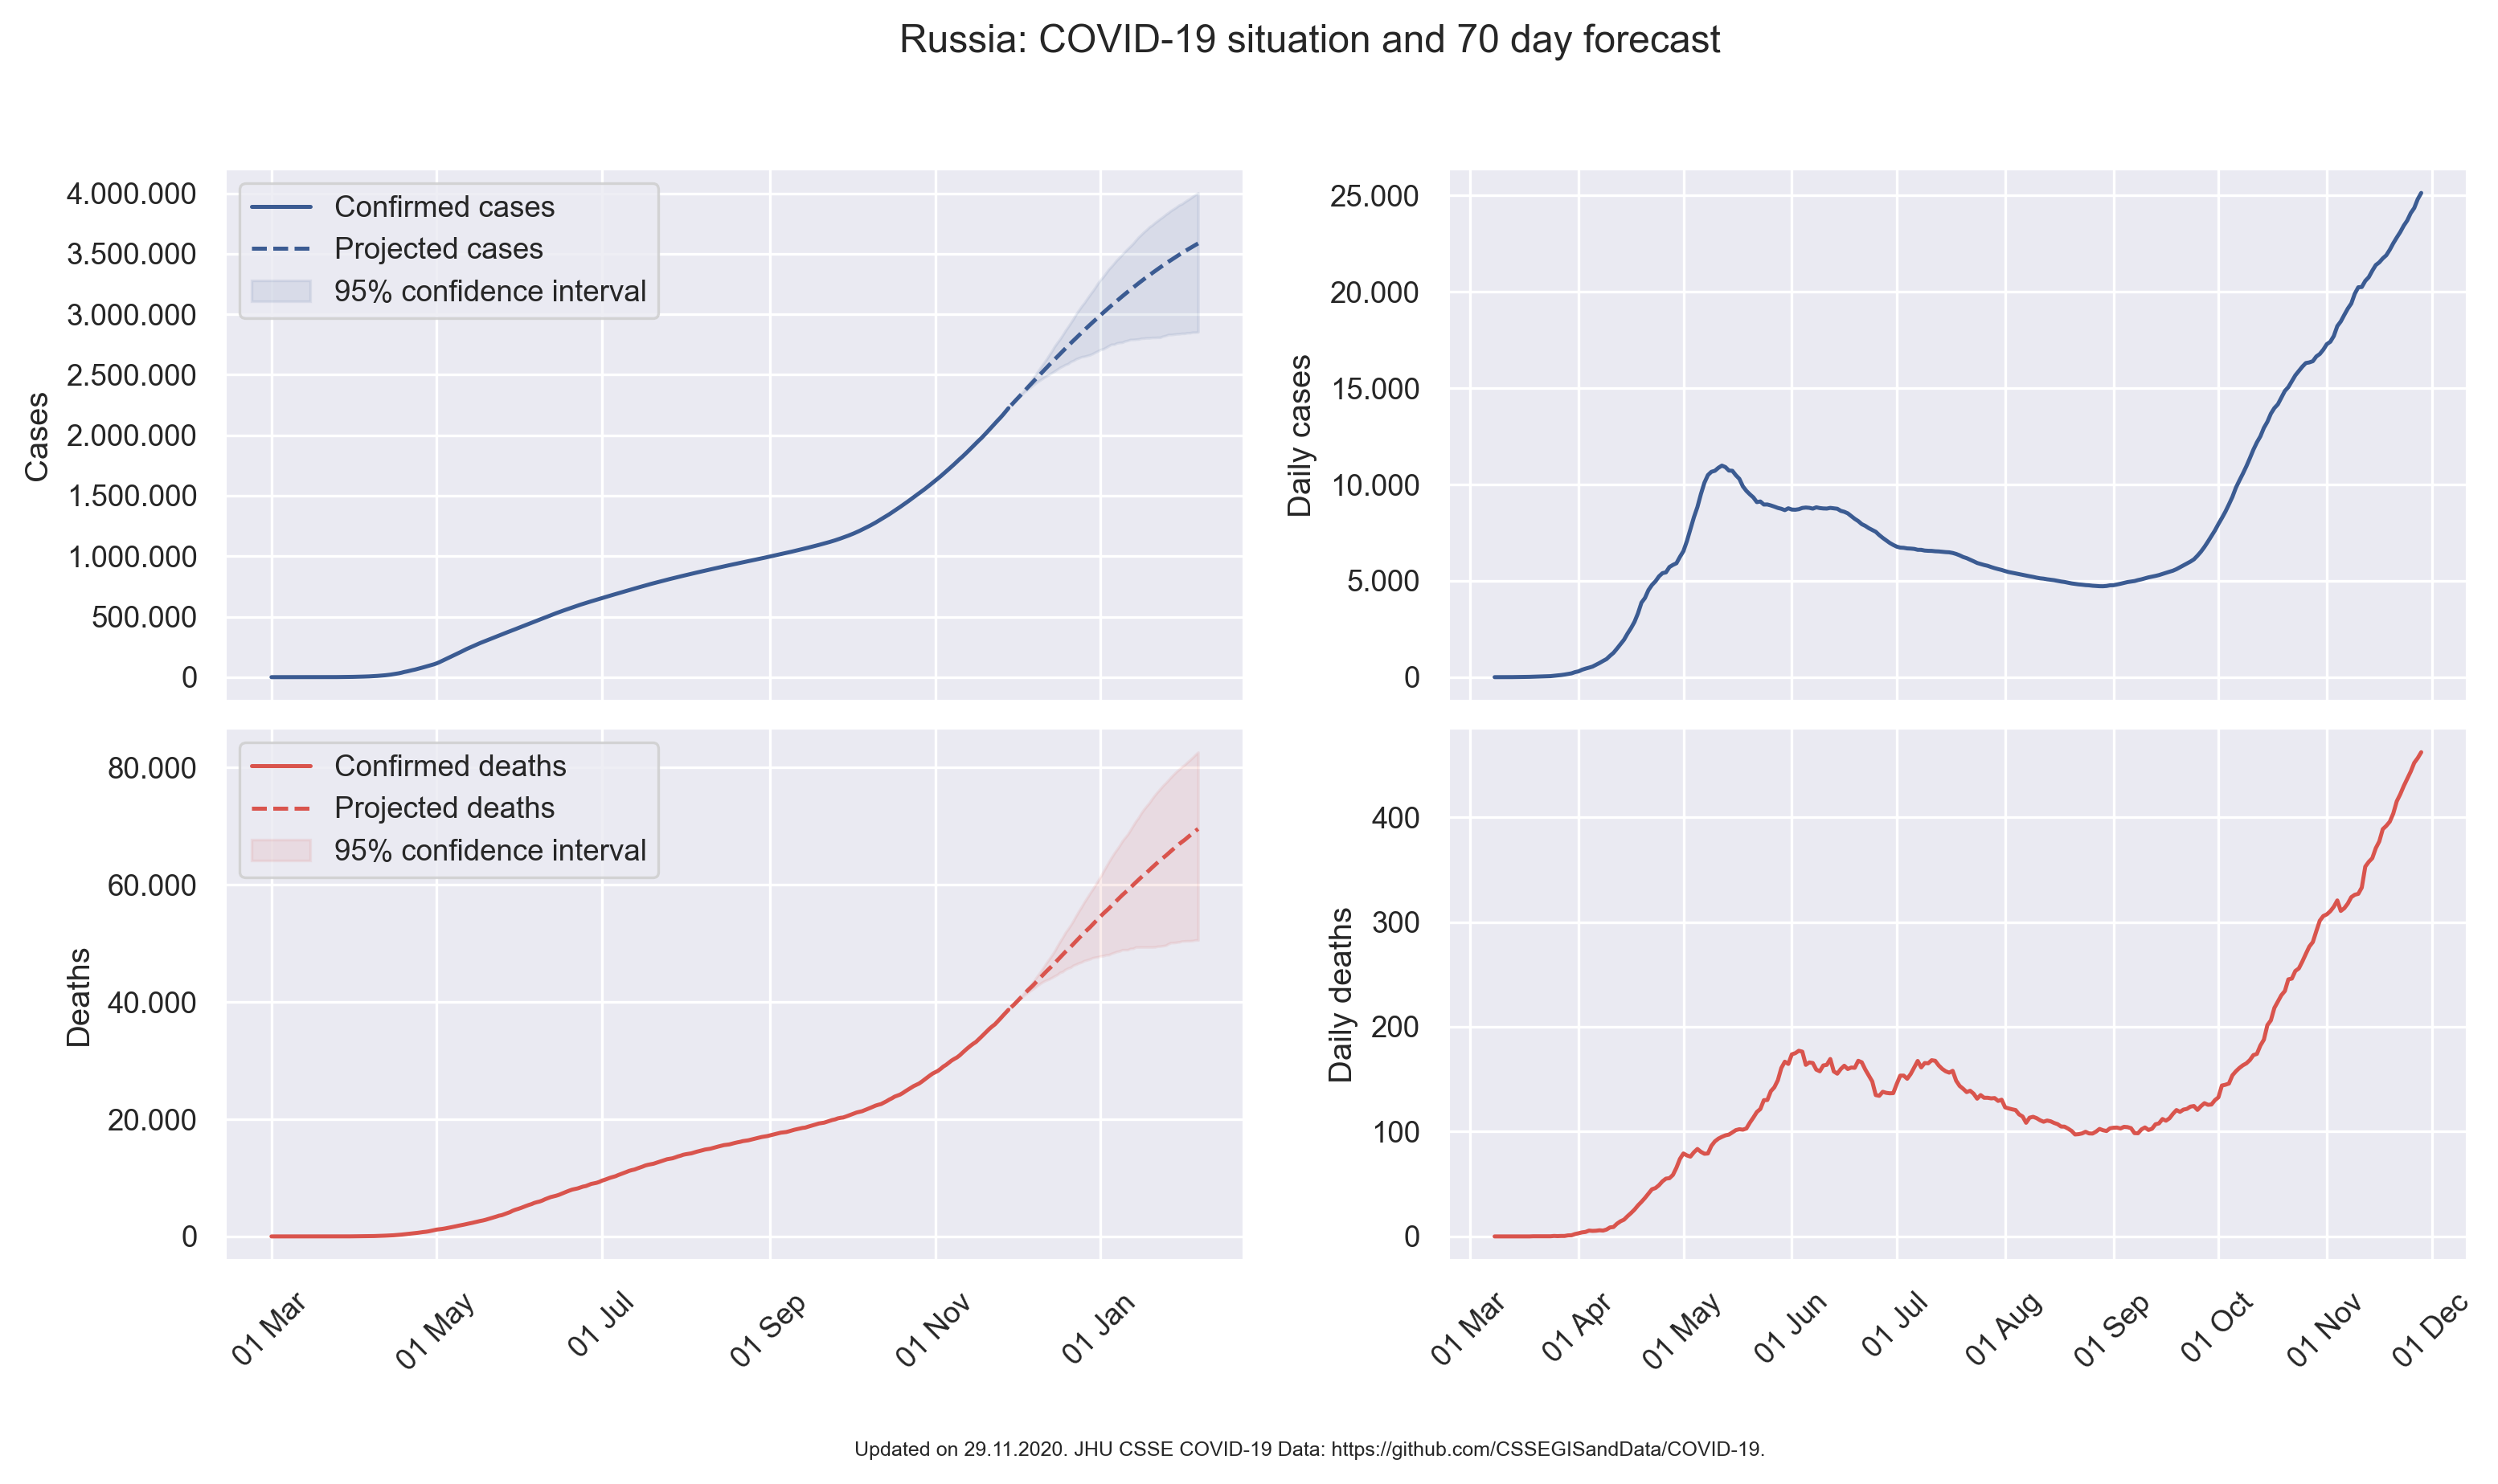 Russia: COVID-19 situation and 70 day forecast
4.000.000
3.500.000
3.000.000
2.500.000
2.000.000
1.500.000
1.000.000
500.000
0
Cases
Confirmed cases
Projected cases
95% confidence interval
25.000
20.000
15.000
10.000
5.000
0
Daily cases
80.000
60.000
40.000
20.000
0
Deaths
Confirmed deaths
Projected deaths
95% confidence interval
400
300
200
100
0
Daily deaths
01 Mar
01 May
01 Jul
01 Sep
01 Nov
01 Jan
01 Mar
01 Apr
01 May
01 Jun
01 Jul
01 Aug
01 Sep
01 Oct
01 Nov
01 Dec
Updated on 29.11.2020. JHU CSSE COVID-19 Data: https://github.com/CSSEGISandData/COVID-19.